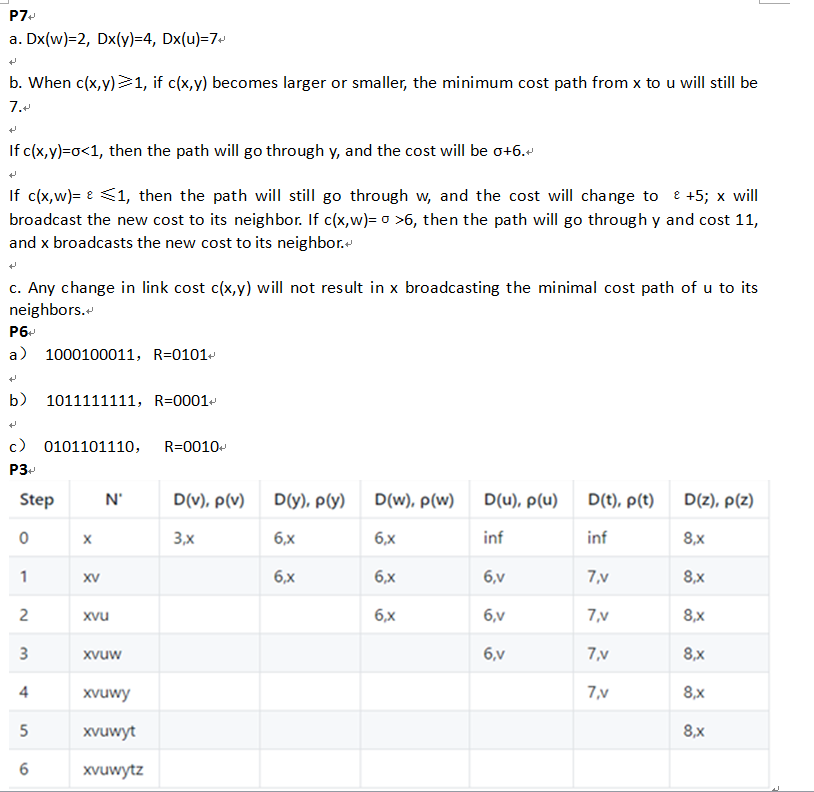 P7
a. Dx(w)=2, Dx(y)=4, Dx(u)=7
b. When c(x,y)≥1, if c(x,y) becomes larger or smaller, the minimum cost path from x to u will still be
7.
If c(x,y)=σ<1, then the path will go through y, and the cost will be σ+6.
If c(x,w)= ε ≤1, then the path will still go through w, and the cost will change to ε +5; x will
broadcast the new cost to its neighbor. If c(x,w)= σ >6, then the path will go through y and cost 11,
and x broadcasts the new cost to its neighbor.
c. Any change in link cost c(x,y) will not result in x broadcasting the minimal cost path of u to its
neighbors.
P6
a） 1000100011，R=0101
b） 1011111111，R=0001
c） 0101101110， R=0010
P3
Step N' D(v), ρ(v) D(y), ρ(y) D(w), ρ(w) D(u), ρ(u) D(t), ρ(t) D(z), ρ(z)
0 x 3,x 6,x 6,x inf inf 8,x
1 xv 6,x 6,x 6,v 7,v 8,x
2 xvu 6,x 6,v 7,v 8,x
3 xvuw 6,v 7,v 8,x
4 xvuwy 7,v 8,x
5 xvuwyt 8,x
6 xvuwytz